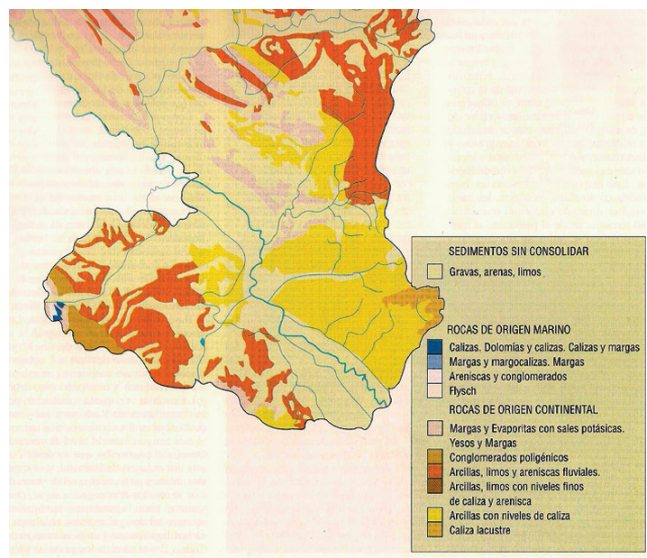 SEDIMENTOS SIN CONSOLIDAR
Gravas, arenas, limos
ROCAS DE ORIGEN MARINO
Calizas. Dolomías y calizas. Calizas y margas
Margas y margocalizas. Margas
Areniscas y conglomerados
Flysch
ROCAS DE ORIGEN CONTINENTAL
Margas y Evaporitas con sales potásicas.
Yesos y Margas
Conglomerados poligénicos
Arcillas, limos y areniscas fluviales.
Arcillas, limos con niveles finos
de caliza y arenisca
Arcillas con niveles de caliza
Caliza lacustre